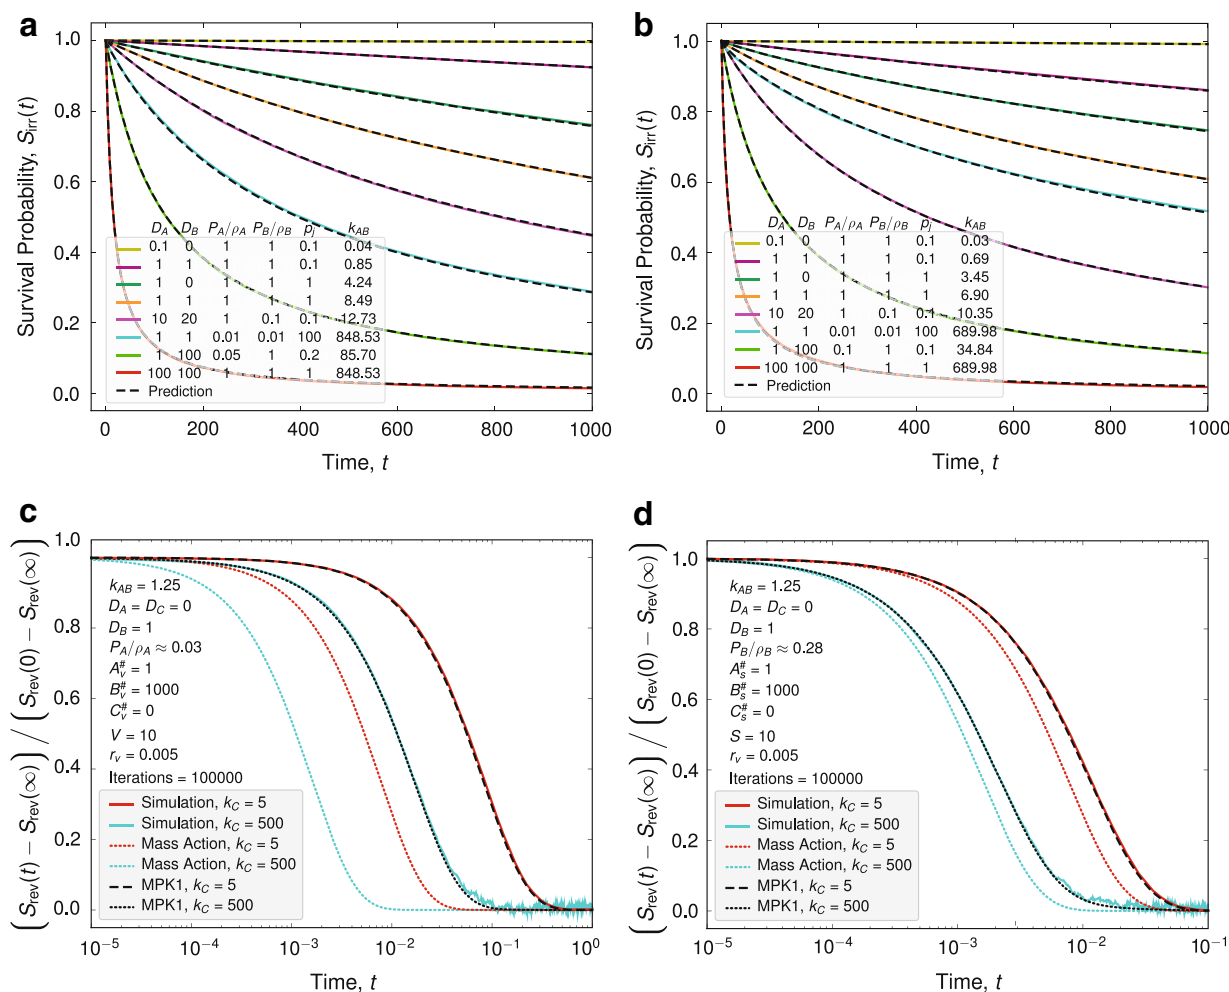 a
1.0
0.8
0.6
0.4
0.2
0.0
Survival Probability, S_irr(t)
D_A D_B P_A/ρ_A P_B/ρ_B p_j k_AB
0.1 0 1 1 0.1 0.04
1 1 1 1 0.1 0.85
1 0 1 1 1 4.24
1 1 1 1 1 8.49
10 20 1 0.1 0.1 12.73
1 1 0.01 0.01 100 848.53
1 100 0.05 1 0.2 85.70
100 100 1 1 1 848.53
Prediction
0 200 400 600 800 1000
Time, t
b
1.0
0.8
0.6
0.4
0.2
0.0
Survival Probability, S_irr(t)
D_A D_B P_A/ρ_A P_B/ρ_B p_j k_AB
0.1 0 1 1 0.1 0.03
1 1 1 1 0.1 0.69
1 0 1 1 1 3.45
1 1 1 1 1 6.90
10 20 1 0.1 0.1 10.35
1 1 0.01 0.01 100 689.98
1 100 0.1 1 0.1 34.84
100 100 1 1 1 689.98
Prediction
0 200 400 600 800 1000
Time, t
c
1.0
0.8
0.6
0.4
0.2
0.0
(S_rev(t) − S_rev(∞)) / (S_rev(0) − S_rev(∞))
k_AB = 1.25
D_A = D_C = 0
D_B = 1
P_A/ρ_A ≈ 0.03
A_v^# = 1
B_v^# = 1000
C_v^# = 0
V = 10
r_v = 0.005
Iterations = 100000
Simulation, k_C = 5
Simulation, k_C = 500
Mass Action, k_C = 5
Mass Action, k_C = 500
MPK1, k_C = 5
MPK1, k_C = 500
10^−5 10^−4 10^−3 10^−2 10^−1 10^0
Time, t
d
1.0
0.8
0.6
0.4
0.2
0.0
(S_rev(t) − S_rev(∞)) / (S_rev(0) − S_rev(∞))
k_AB = 1.25
D_A = D_C = 0
D_B = 1
P_B/ρ_B ≈ 0.28
A_s^# = 1
B_s^# = 1000
C_s^# = 0
S = 10
r_v = 0.005
Iterations = 100000
Simulation, k_C = 5
Simulation, k_C = 500
Mass Action, k_C = 5
Mass Action, k_C = 500
MPK1, k_C = 5
MPK1, k_C = 500
10^−5 10^−4 10^−3 10^−2 10^−1
Time, t